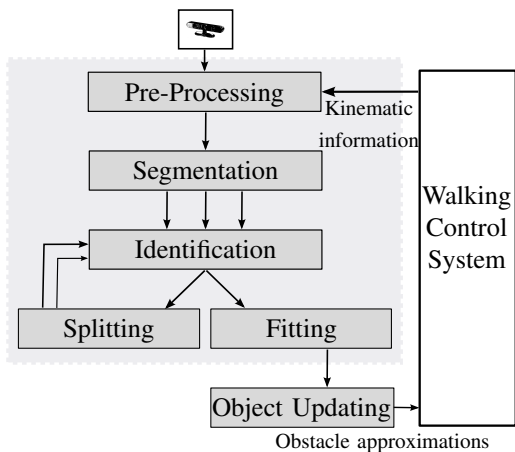 Pre-Processing
Kinematic
information
Segmentation
Walking
Control
System
Identification
Splitting
Fitting
Object Updating
Obstacle approximations